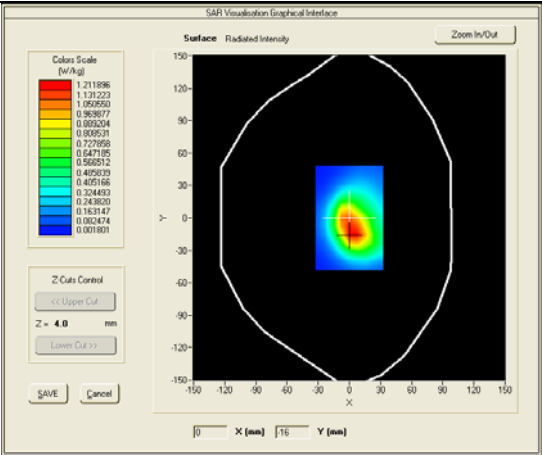 SAR Visualisation Graphical Interface
Surface Radiated Intensity
Zoom In/Out
Colors Scale
(W/kg)
1.211896
1.131223
1.050550
0.969877
0.889204
0.808531
0.727858
0.647185
0.566512
0.485839
0.405166
0.324493
0.243820
0.163147
0.082474
0.001801
Z-Cuts Control
<< Upper Cut
Z = 4.0 mm
Lower Cut >>
SAVE Cancel
150-
120-
90-
60-
30-
0-
-30-
-60-
-90-
-120-
-150-
Y
-150 -120 -90 -60 -30 0 30 60 90 120 150
X
0 X (mm) -16 Y (mm)